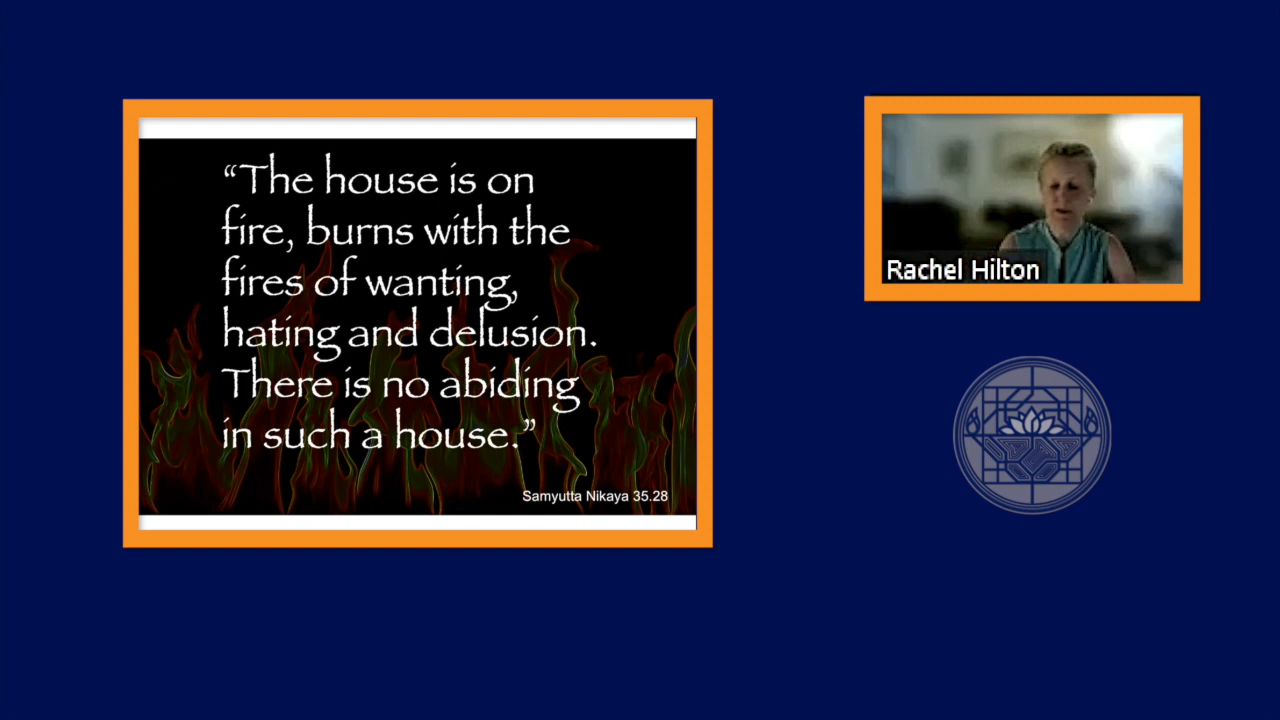 “The house is on
fire, burns with the
fires of wanting,
hating and delusion.
There is no abiding
in such a house.”
Samyutta Nikaya 35.28
Rachel Hilton